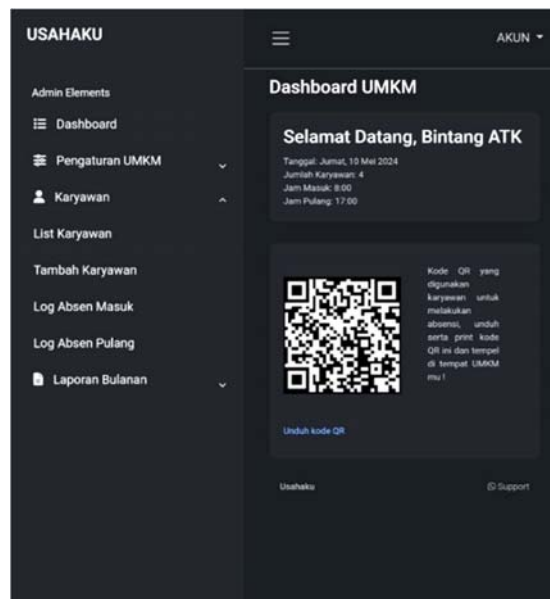 USAHAKU
Admin Elements
Dashboard
Pengaturan UMKM
Karyawan
List Karyawan
Tambah Karyawan
Log Absen Masuk
Log Absen Pulang
Laporan Bulanan
AKUN
Dashboard UMKM
Selamat Datang, Bintang ATK
Tanggal: Jumat, 10 Mei 2024
Jumlah Karyawan: 4
Jam Masuk: 8:00
Jam Pulang: 17:00
Kode QR yang
digunakan
karyawan untuk
melakukan
absensi, unduh
serta print kode
QR ini dan tempel
di tempat UMKM
mu !
Unduh kode QR
Usahaku
Support